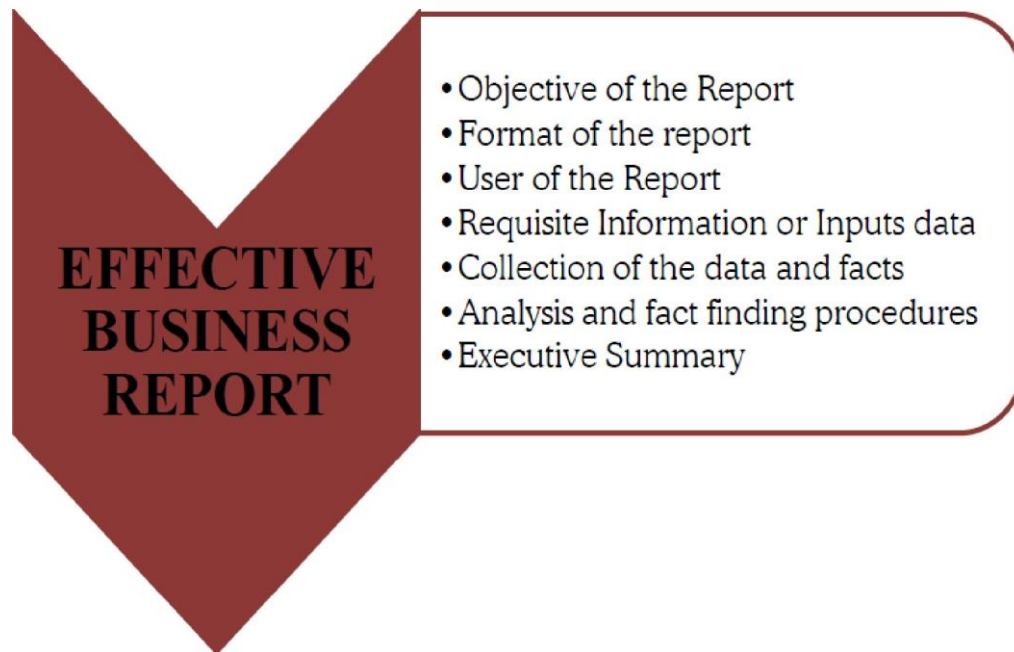 EFFECTIVE
BUSINESS
REPORT
• Objective of the Report
• Format of the report
• User of the Report
• Requisite Information or Inputs data
• Collection of the data and facts
• Analysis and fact finding procedures
• Executive Summary